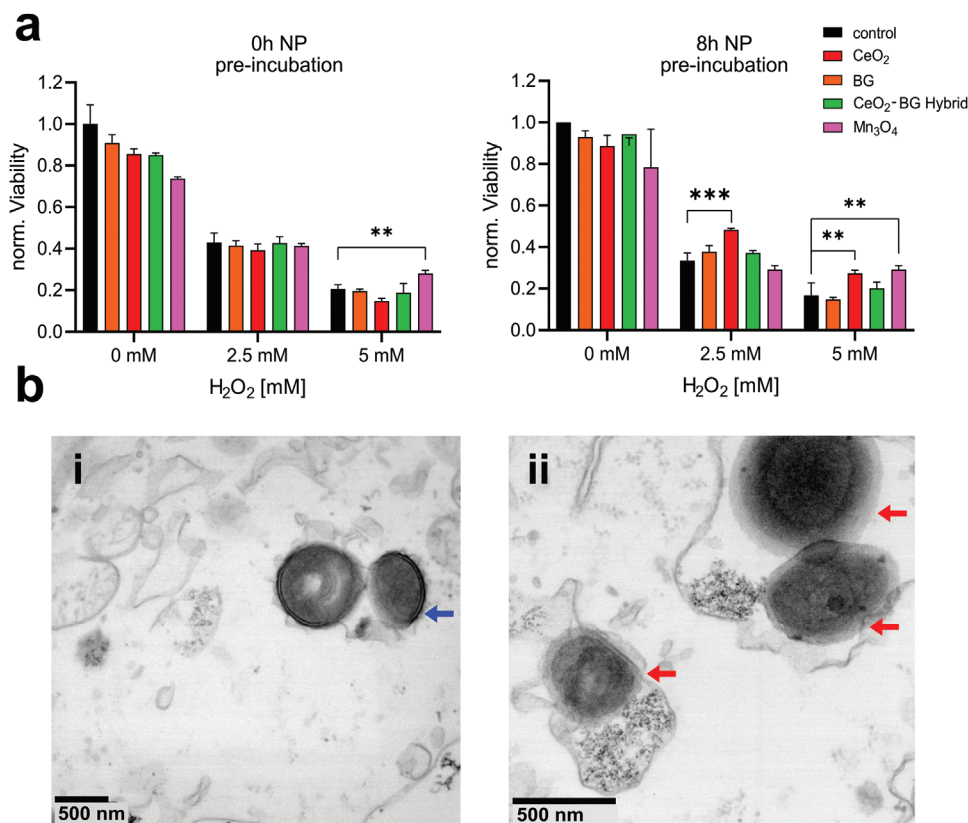 a
0h NP
pre-incubation
norm. Viability
1.2
1.0
0.8
0.6
0.4
0.2
0.0
**
0 mM
2.5 mM
5 mM
H₂O₂ [mM]
8h NP
pre-incubation
norm. Viability
1.2
1.0
0.8
0.6
0.4
0.2
0.0
***
**
**
0 mM
2.5 mM
5 mM
H₂O₂ [mM]
control
CeO₂
BG
CeO₂-BG Hybrid
Mn₃O₄
b
i
500 nm
ii
500 nm